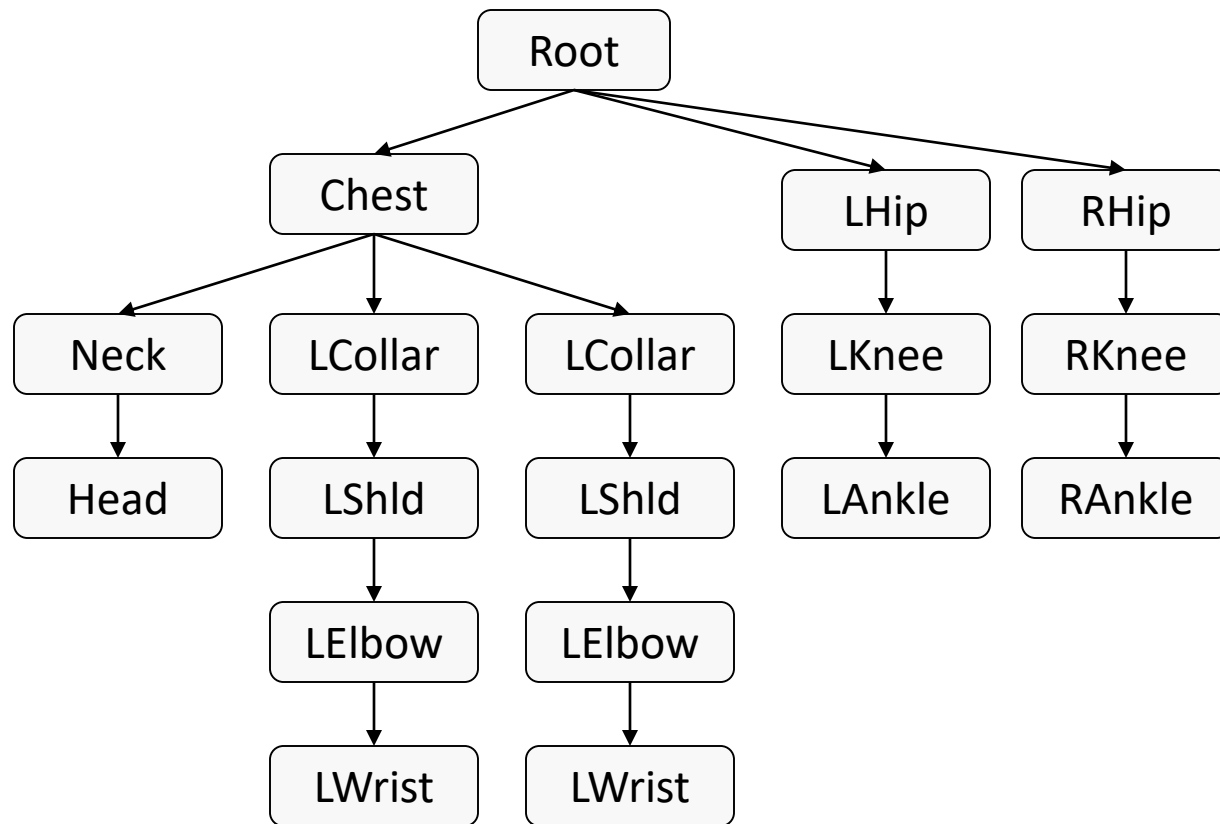 Root
Chest
LHip
RHip
Neck
LCollar
LCollar
LKnee
RKnee
Head
LShld
LShld
LAnkle
RAnkle
LElbow
LElbow
LWrist
LWrist